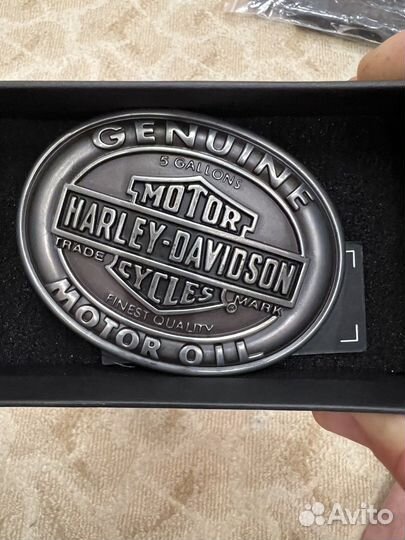 GENUINE
5 GALLONS
MOTOR
HARLEY-DAVIDSON
TRADE MARK
CYCLES
®
FINEST QUALITY
MOTOR OIL
Avito